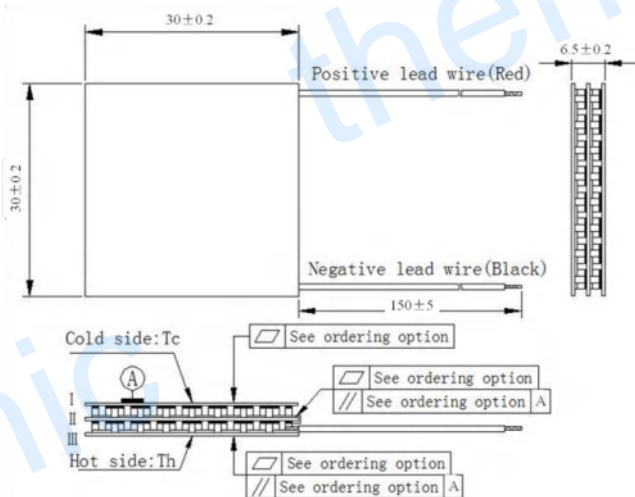 30±0.2
6.5±0.2
Positive lead wire(Red)
30±0.2
Negative lead wire(Black)
150±5
Cold side:Tc
See ordering option
A
See ordering option
I
See ordering option A
II
III
Hot side:Th
See ordering option
See ordering option A